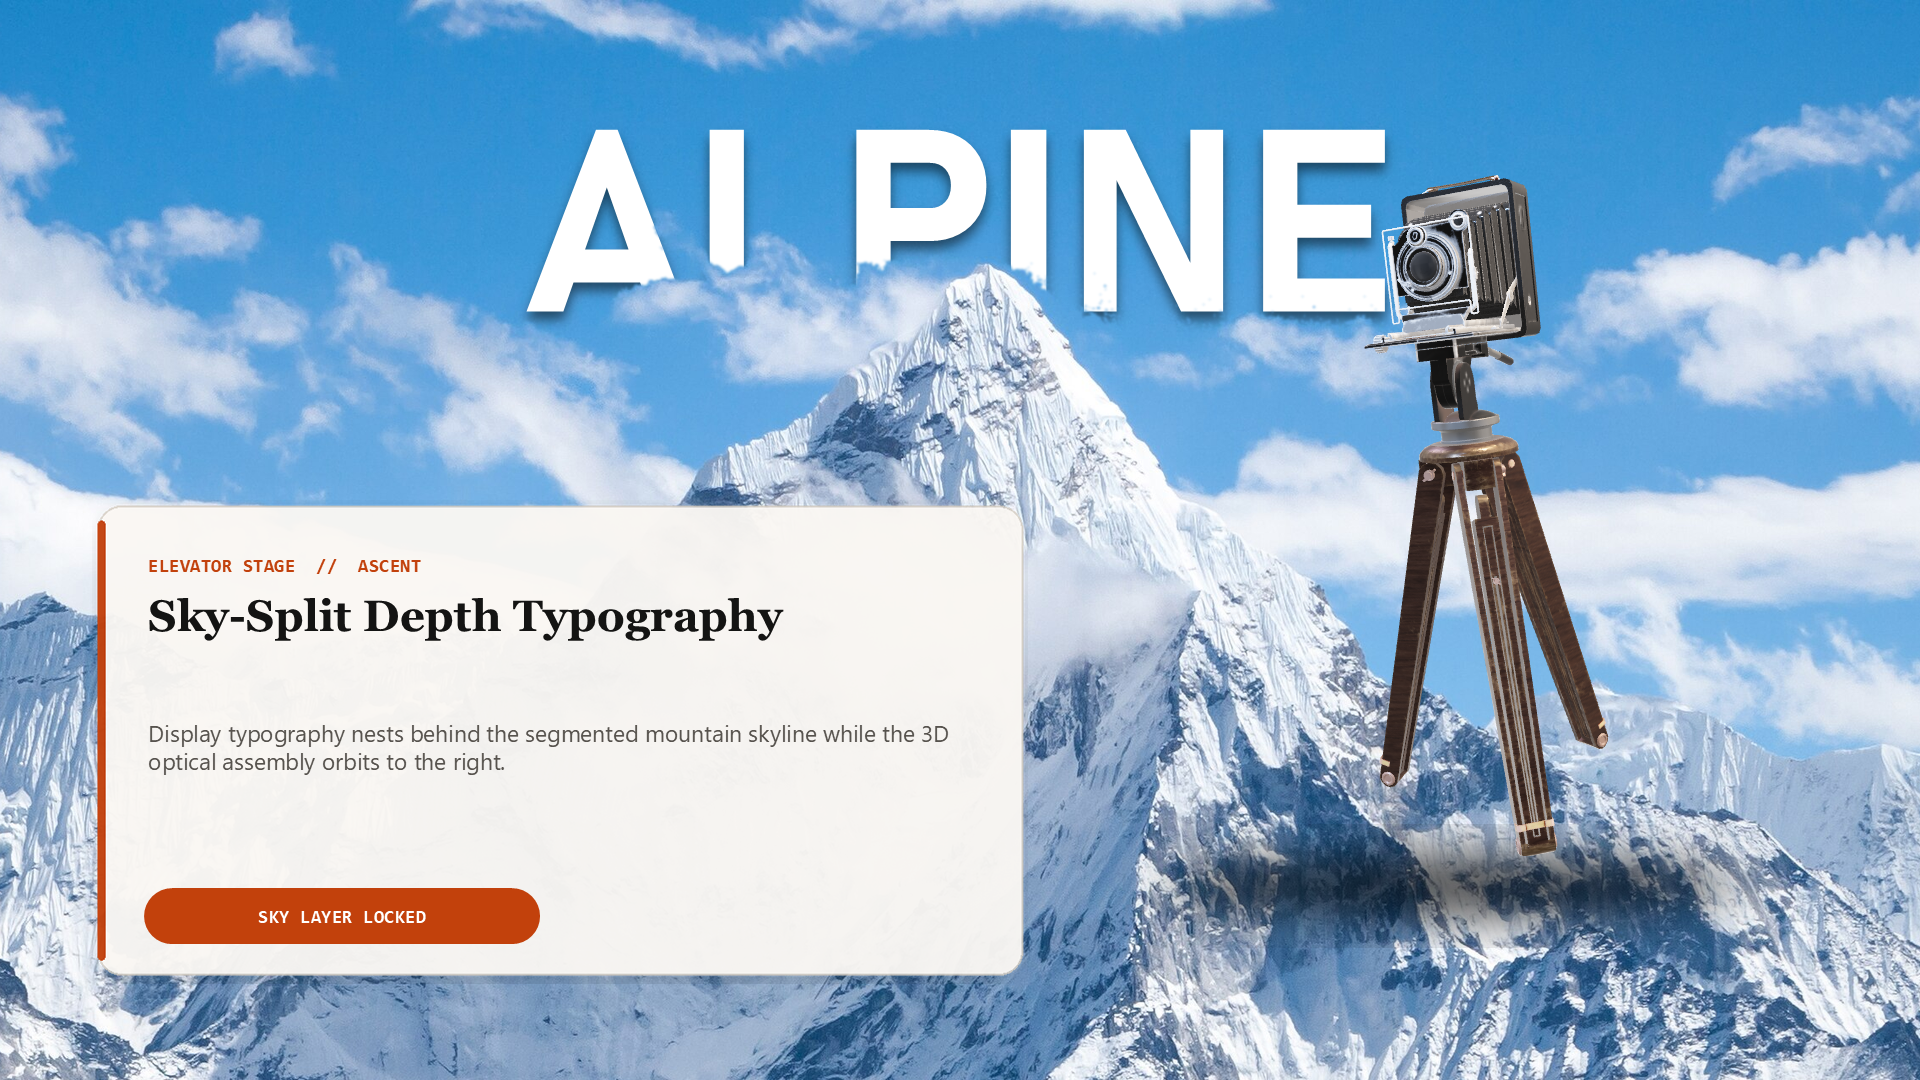 ALPINE
ELEVATOR STAGE // ASCENT
Sky-Split Depth Typography
Display typography nests behind the segmented mountain skyline while the 3D
optical assembly orbits to the right.
SKY LAYER LOCKED